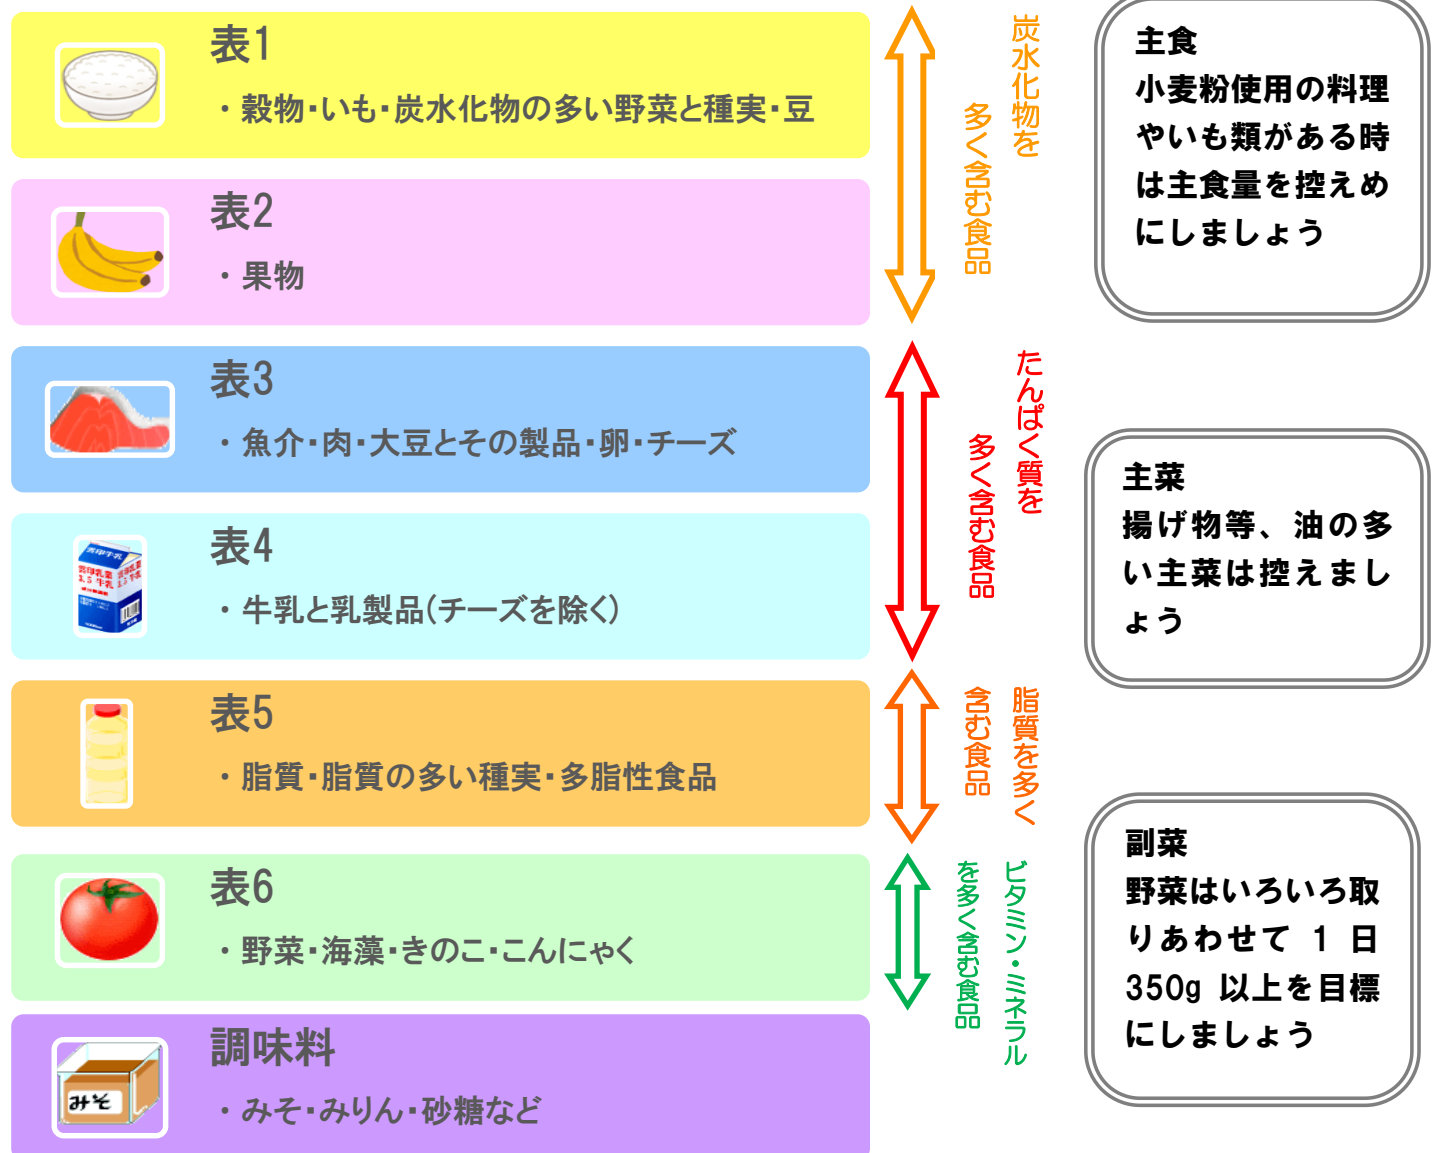 表1
・穀物・いも・炭水化物の多い野菜と種実・豆
表2
・果物
表3
・魚介・肉・大豆とその製品・卵・チーズ
表4
・牛乳と乳製品(チーズを除く)
表5
・脂質・脂質の多い種実・多脂性食品
表6
・野菜・海藻・きのこ・こんにゃく
調味料
・みそ・みりん・砂糖など
みそ
炭水化物を
多く含む食品
たんぱく質を
多く含む食品
脂質を多く
含む食品
ビタミン・ミネラル
を多く含む食品
主食
小麦粉使用の料理
やいも類がある時
は主食量を控えめ
にしましょう
主菜
揚げ物等、油の多
い主菜は控えまし
ょう
副菜
野菜はいろいろ取
りあわせて 1 日
350g 以上を目標
にしましょう